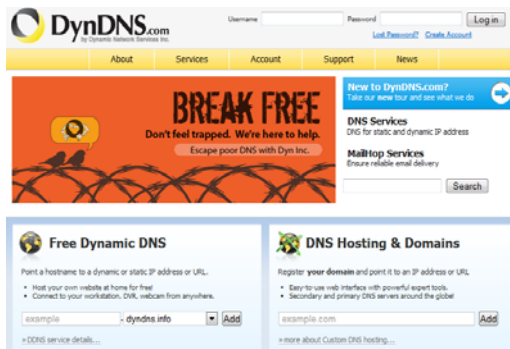 DynDNS.com
by Dynamic Network Services Inc.
Username
Password
Log in
Lost Password?
Create Account
About
Services
Account
Support
News
BREAK FREE
Don't feel trapped. We're here to help.
Escape poor DNS with Dyn Inc.
New to DynDNS.com?
Take our new tour and see what we do
DNS Services
DNS for static and dynamic IP address
MailHop Services
Ensure reliable email delivery
Search
Free Dynamic DNS
Point a hostname to a dynamic or static IP address or URL.
• Host your own website at home for free!
• Connect to your workstation, DVR, webcam from anywhere.
example
. dyndns.info
Add
» DDNS service details...
DNS Hosting & Domains
Register your domain and point it to an IP address or URL
• Easy-to-use web interface with powerful expert tools.
• Secondary and primary DNS servers around the globe!
example.com
Add
» more about Custom DNS hosting...